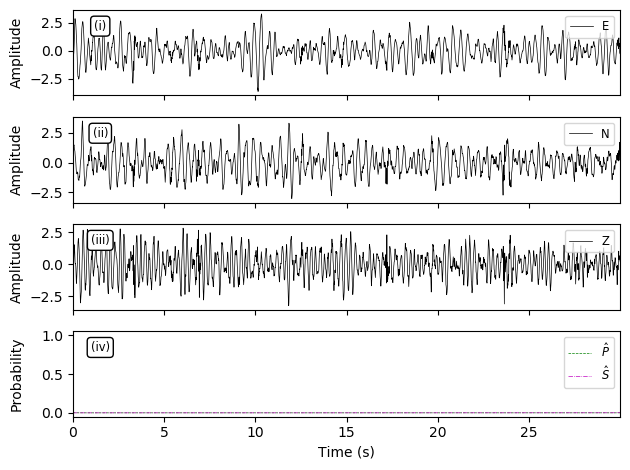 (i)
E
2.5
0.0
−2.5
Amplitude
(ii)
N
2.5
0.0
−2.5
Amplitude
(iii)
Z
2.5
0.0
−2.5
Amplitude
(iv)
P̂
Ŝ
1.0
0.5
0.0
Probability
0 5 10 15 20 25
Time (s)